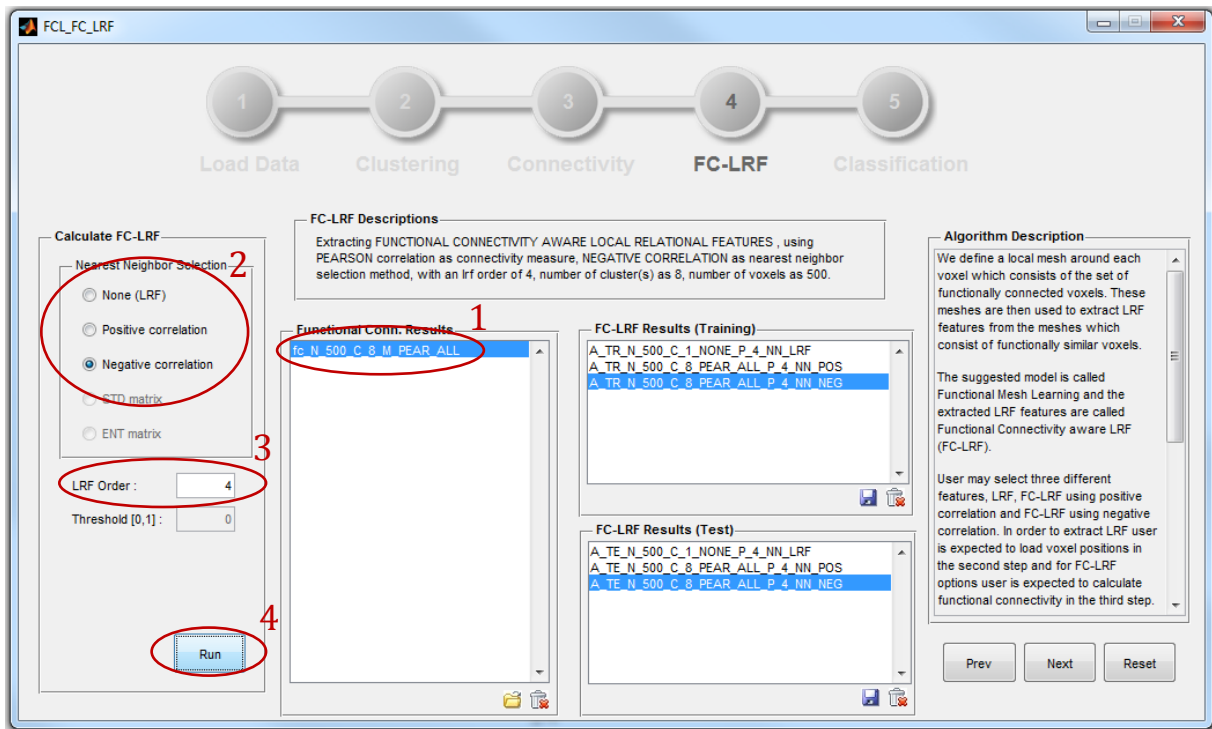 FCL_FC_LRF
1
2
3
4
5
Load Data
Clustering
Connectivity
FC-LRF
Classification
Calculate FC-LRF
Nearest Neighbor Selection
2
None (LRF)
Positive correlation
Negative correlation
STD matrix
ENT matrix
3
LRF Order :
4
Threshold [0,1] :
0
4
Run
FC-LRF Descriptions
Extracting FUNCTIONAL CONNECTIVITY AWARE LOCAL RELATIONAL FEATURES , using
PEARSON correlation as connectivity measure, NEGATIVE CORRELATION as nearest neighbor
selection method, with an lrf order of 4, number of cluster(s) as 8, number of voxels as 500.
Functional Conn. Results
1
fc_N_500_C_8_M_PEAR_ALL
FC-LRF Results (Training)
A_TR_N_500_C_1_NONE_P_4_NN_LRF
A_TR_N_500_C_8_PEAR_ALL_P_4_NN_POS
A_TR_N_500_C_8_PEAR_ALL_P_4_NN_NEG
FC-LRF Results (Test)
A_TE_N_500_C_1_NONE_P_4_NN_LRF
A_TE_N_500_C_8_PEAR_ALL_P_4_NN_POS
A_TE_N_500_C_8_PEAR_ALL_P_4_NN_NEG
Algorithm Description
We define a local mesh around each
voxel which consists of the set of
functionally connected voxels. These
meshes are then used to extract LRF
features from the meshes which
consist of functionally similar voxels.
The suggested model is called
Functional Mesh Learning and the
extracted LRF features are called
Functional Connectivity aware LRF
(FC-LRF).
User may select three different
features, LRF, FC-LRF using positive
correlation and FC-LRF using negative
correlation. In order to extract LRF user
is expected to load voxel positions in
the second step and for FC-LRF
options user is expected to calculate
functional connectivity in the third step.
Prev
Next
Reset